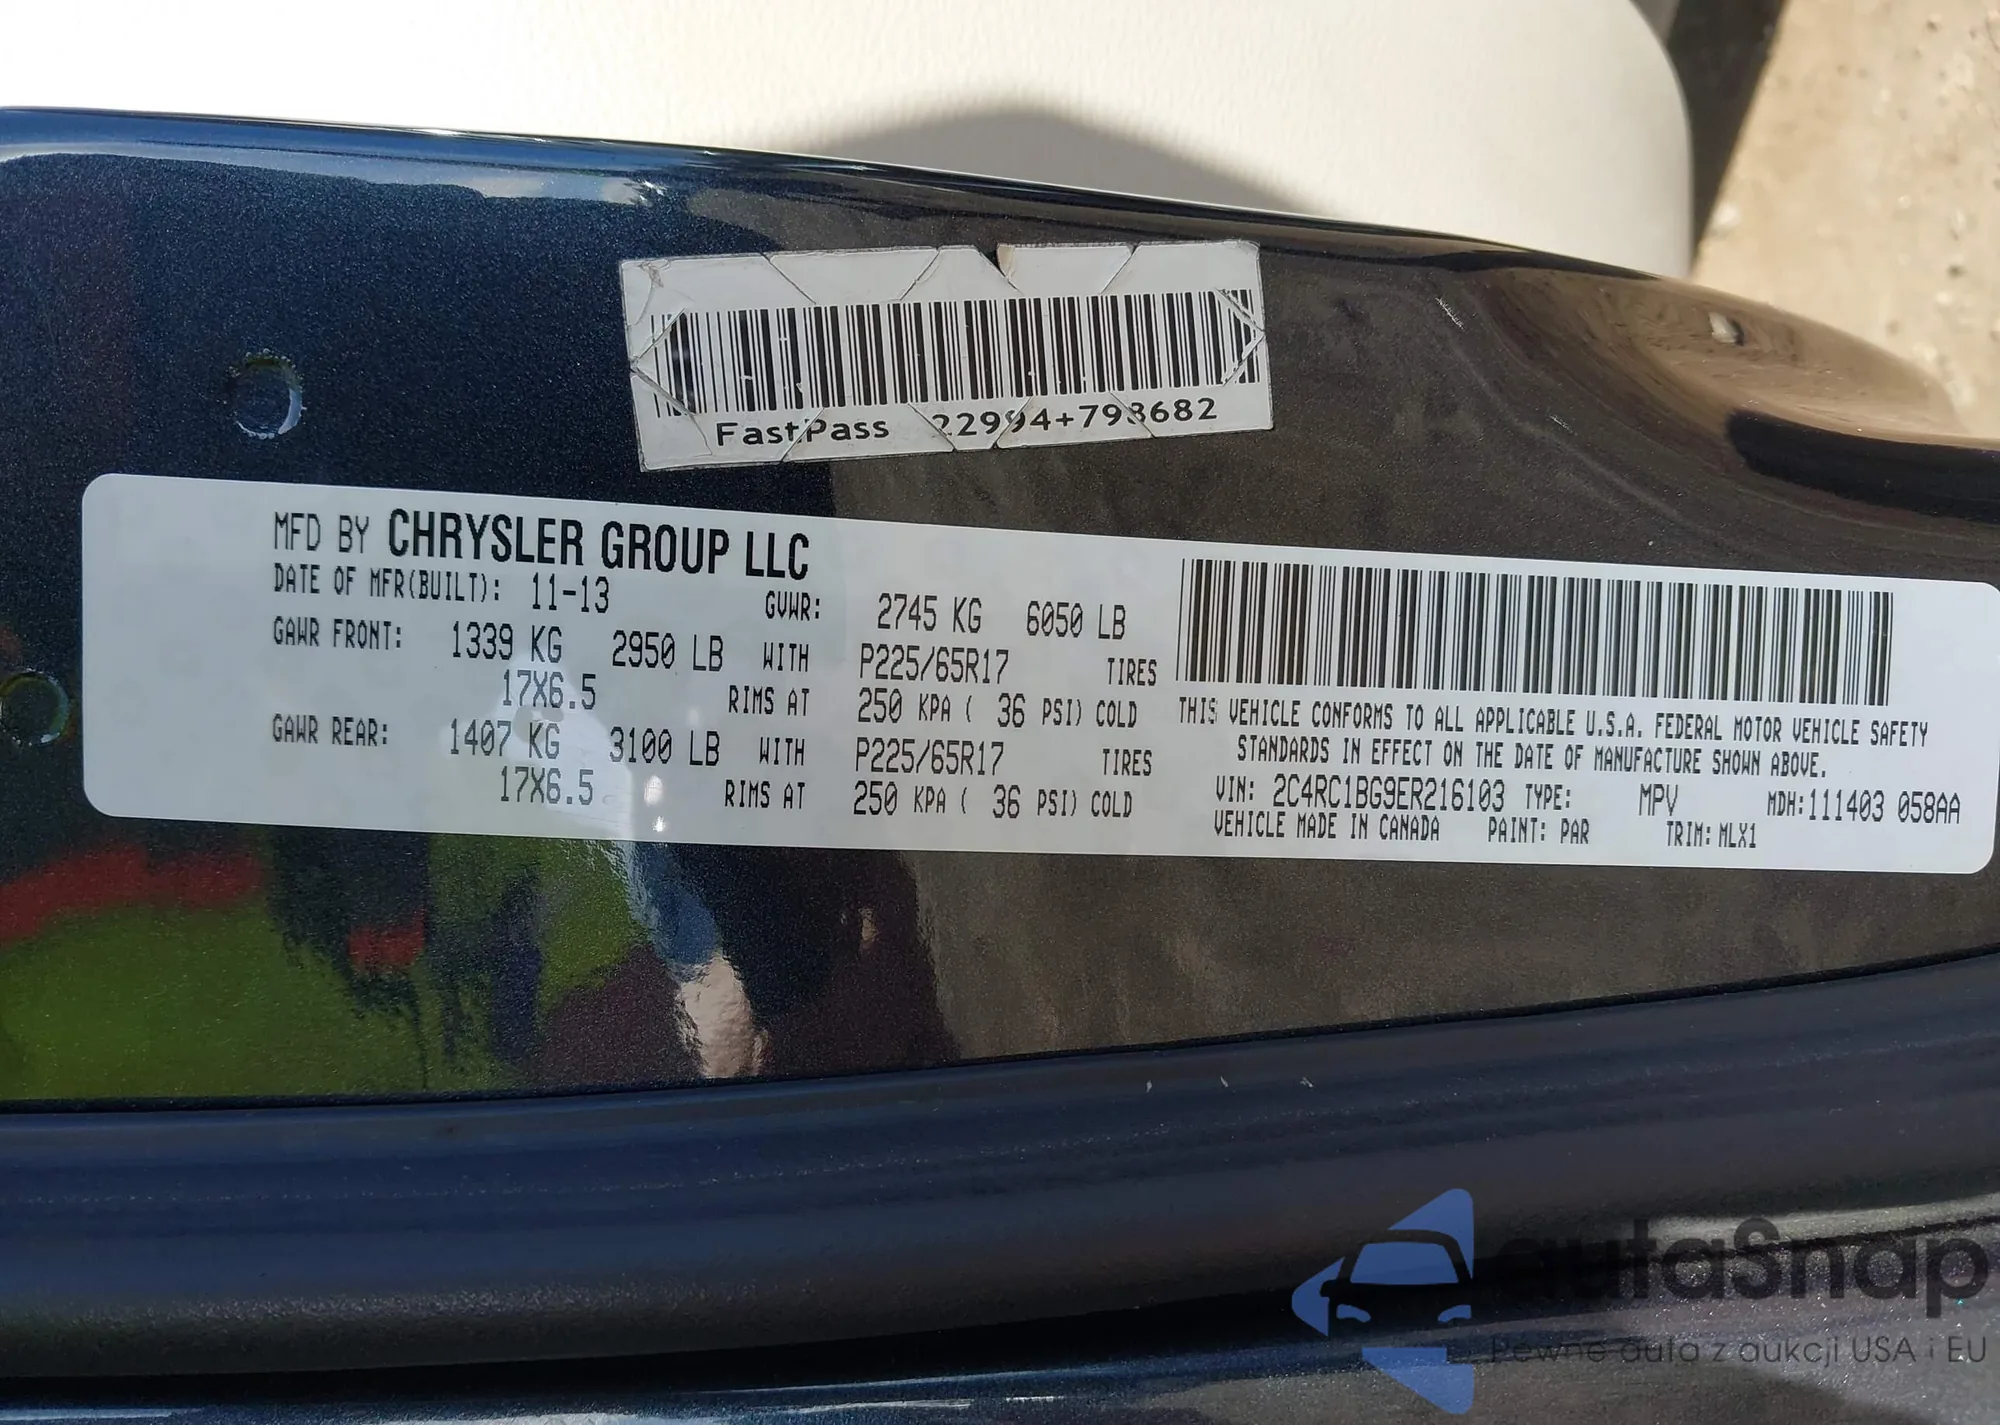 FastPass 22994+798682
MFD BY CHRYSLER GROUP LLC
DATE OF MFR(BUILT): 11-13 GVWR: 2745 KG 6050 LB
GAWR FRONT: 1339 KG 2950 LB WITH P225/65R17 TIRES
17X6.5 RIMS AT 250 KPA ( 36 PSI) COLD
GAWR REAR: 1407 KG 3100 LB WITH P225/65R17 TIRES
17X6.5 RIMS AT 250 KPA ( 36 PSI) COLD
THIS VEHICLE CONFORMS TO ALL APPLICABLE U.S.A. FEDERAL MOTOR VEHICLE SAFETY
STANDARDS IN EFFECT ON THE DATE OF MANUFACTURE SHOWN ABOVE.
VIN: 2C4RC1BG9ER216103 TYPE: MPV MDH:111403 058AA
VEHICLE MADE IN CANADA PAINT: PAR TRIM: MLX1
autaSnap
Pewne auta z aukcji USA i EU